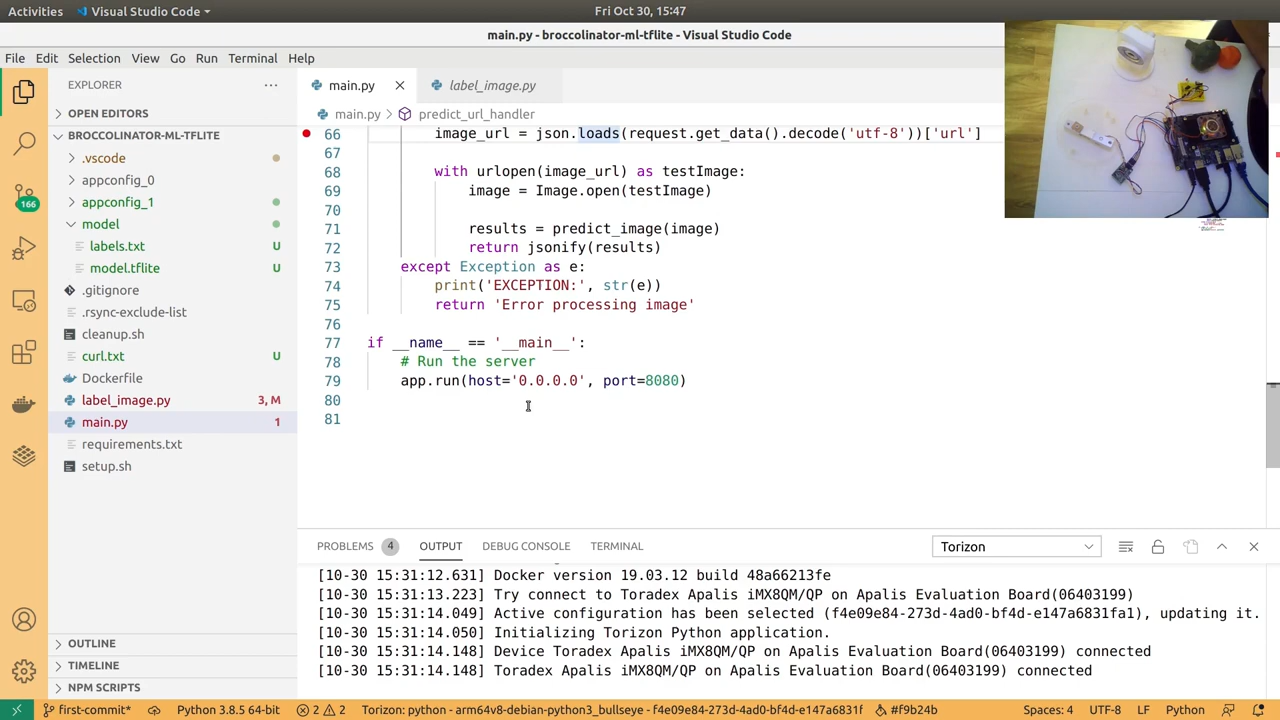 Activities
Visual Studio Code
Fri Oct 30, 15:47
main.py - broccolinator-ml-tflite - Visual Studio Code
File Edit Selection View Go Run Terminal Help
EXPLORER
OPEN EDITORS
BROCCOLINATOR-ML-TFLITE
.vscode
appconfig_0
appconfig_1
model
labels.txt U
model.tflite U
.gitignore
.rsync-exclude-list
cleanup.sh
curl.txt U
Dockerfile
label_image.py 3, M
main.py 1
requirements.txt
setup.sh
OUTLINE
TIMELINE
NPM SCRIPTS
166
main.py
label_image.py
main.py > predict_url_handler
66 image_url = json.loads(request.get_data().decode('utf-8'))['url']
67
68 with urlopen(image_url) as testImage:
69 image = Image.open(testImage)
70
71 results = predict_image(image)
72 return jsonify(results)
73 except Exception as e:
74 print('EXCEPTION:', str(e))
75 return 'Error processing image'
76
77 if __name__ == '__main__':
78 # Run the server
79 app.run(host='0.0.0.0', port=8080)
80
81
PROBLEMS 4 OUTPUT DEBUG CONSOLE TERMINAL
Torizon
[10-30 15:31:12.631] Docker version 19.03.12 build 48a66213fe
[10-30 15:31:13.223] Try connect to Toradex Apalis iMX8QM/QP on Apalis Evaluation Board(06403199)
[10-30 15:31:14.049] Active configuration has been selected (f4e09e84-273d-4ad0-bf4d-e147a6831fa1), updating it.
[10-30 15:31:14.050] Initializing Torizon Python application.
[10-30 15:31:14.148] Device Toradex Apalis iMX8QM/QP on Apalis Evaluation Board(06403199) connected
[10-30 15:31:14.148] Toradex Apalis iMX8QM/QP on Apalis Evaluation Board(06403199) connected
first-commit* Python 3.8.5 64-bit 2 2 Torizon: python - arm64v8-debian-python3_bullseye - f4e09e84-273d-4ad0-bf4d-e147a6831fa1 #f9b24b Spaces: 4 UTF-8 LF Python